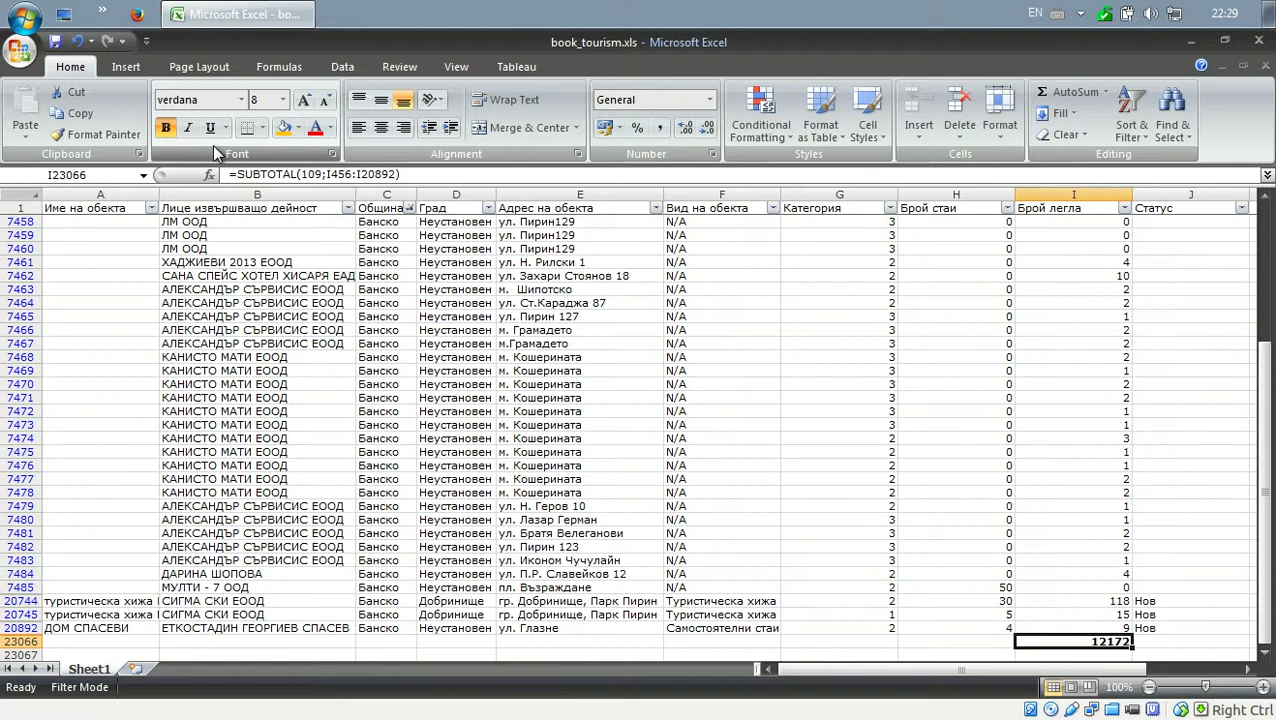 Microsoft Excel - bo...
EN
22:29
book_tourism.xls - Microsoft Excel
Home Insert Page Layout Formulas Data Review View Tableau
Paste Cut Copy Format Painter Clipboard
verdana 8 B I U A Font
Wrap Text Merge & Center Alignment
General % , Number
Conditional Formatting Format as Table Cell Styles Styles
Insert Delete Format Cells
AutoSum Fill Clear Sort & Filter Find & Select Editing
I23066 fx =SUBTOTAL(109;I456:I20892)
A B C D E F G H I J
1 Име на обекта Лице извършващо дейност Община Град Адрес на обекта Вид на обекта Категория Брой стаи Брой легла Статус
7458 ЛМ ООД Банско Неустановен ул. Пирин129 N/A 3 0 0
7459 ЛМ ООД Банско Неустановен ул. Пирин129 N/A 3 0 0
7460 ЛМ ООД Банско Неустановен ул. Пирин129 N/A 3 0 0
7461 ХАДЖИЕВИ 2013 ЕООД Банско Неустановен ул. Н. Рилски 1 N/A 2 0 4
7462 САНА СПЕЙС ХОТЕЛ ХИСАРЯ ЕАД Банско Неустановен ул. Захари Стоянов 18 N/A 2 0 10
7463 АЛЕКСАНДЪР СЪРВИСИС ЕООД Банско Неустановен м. Шипотско N/A 2 0 2
7464 АЛЕКСАНДЪР СЪРВИСИС ЕООД Банско Неустановен ул. Ст.Караджа 87 N/A 2 0 2
7465 АЛЕКСАНДЪР СЪРВИСИС ЕООД Банско Неустановен ул. Пирин 127 N/A 3 0 1
7466 АЛЕКСАНДЪР СЪРВИСИС ЕООД Банско Неустановен м. Грамадето N/A 3 0 2
7467 АЛЕКСАНДЪР СЪРВИСИС ЕООД Банско Неустановен м.Грамадето N/A 3 0 2
7468 КАНИСТО МАТИ ЕООД Банско Неустановен м. Кошерината N/A 2 0 2
7469 КАНИСТО МАТИ ЕООД Банско Неустановен м. Кошерината N/A 3 0 1
7470 КАНИСТО МАТИ ЕООД Банско Неустановен м. Кошерината N/A 3 0 2
7471 КАНИСТО МАТИ ЕООД Банско Неустановен м. Кошерината N/A 3 0 2
7472 КАНИСТО МАТИ ЕООД Банско Неустановен м. Кошерината N/A 3 0 1
7473 КАНИСТО МАТИ ЕООД Банско Неустановен м. Кошерината N/A 3 0 1
7474 КАНИСТО МАТИ ЕООД Банско Неустановен м. Кошерината N/A 2 0 3
7475 КАНИСТО МАТИ ЕООД Банско Неустановен м. Кошерината N/A 2 0 1
7476 КАНИСТО МАТИ ЕООД Банско Неустановен м. Кошерината N/A 2 0 1
7477 КАНИСТО МАТИ ЕООД Банско Неустановен м. Кошерината N/A 2 0 2
7478 КАНИСТО МАТИ ЕООД Банско Неустановен м. Кошерината N/A 2 0 2
7479 АЛЕКСАНДЪР СЪРВИСИС ЕООД Банско Неустановен ул. Н. Геров 10 N/A 3 0 1
7480 АЛЕКСАНДЪР СЪРВИСИС ЕООД Банско Неустановен ул. Лазар Герман N/A 3 0 1
7481 АЛЕКСАНДЪР СЪРВИСИС ЕООД Банско Неустановен ул. Братя Велеганови N/A 3 0 2
7482 АЛЕКСАНДЪР СЪРВИСИС ЕООД Банско Неустановен ул. Пирин 123 N/A 3 0 2
7483 АЛЕКСАНДЪР СЪРВИСИС ЕООД Банско Неустановен ул. Иконом Чучулайн N/A 3 0 1
7484 ДАРИНА ШОПОВА Банско Неустановен ул. П.Р. Славейков 12 N/A 2 0 4
7485 МУЛТИ - 7 ООД Банско Неустановен пл. Възраждане N/A 2 50 0
20744 туристическа хижа СИГМА СКИ ЕООД Банско Добринище гр. Добринище, Парк Пирин Туристическа хижа 2 30 118 Нов
20745 туристическа хижа СИГМА СКИ ЕООД Банско Добринище гр. Добринище, Парк Пирин Туристическа хижа 1 5 15 Нов
20892 ДОМ СПАСЕВИ ЕТКОСТАДИН ГЕОРГИЕВ СПАСЕВ Банско Неустановен ул. Глазне Самостоятелни стаи 2 4 9 Нов
23066 12172
23067
Sheet1
Ready Filter Mode 100%
Right Ctrl